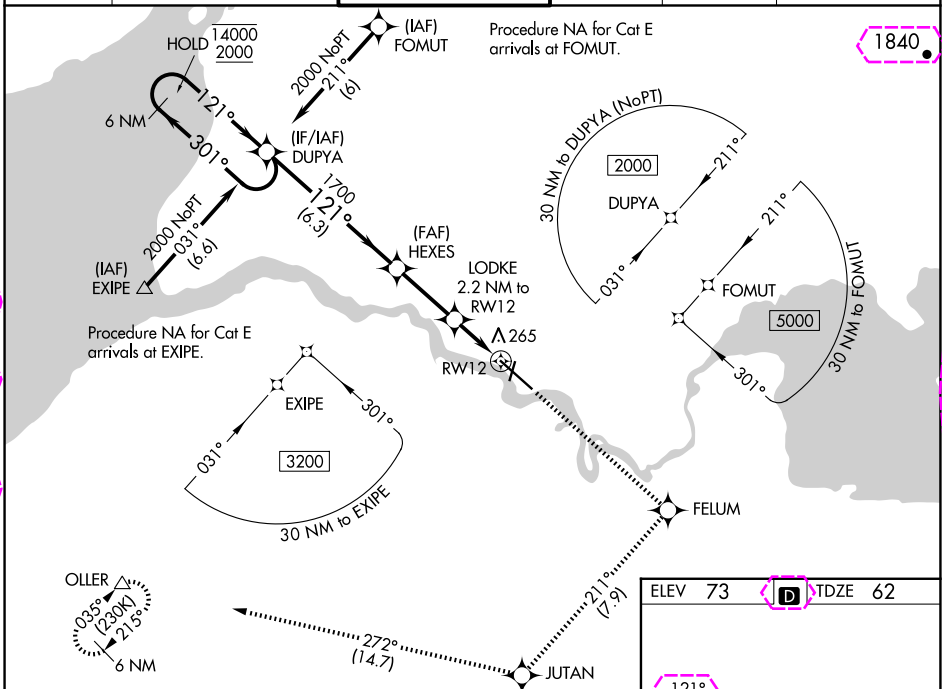 HOLD
14000
2000
6 NM
121°
301°
(IAF)
FOMUT
2000 NoPT
211°
(6)
Procedure NA for Cat E
arrivals at FOMUT.
1840
(IF/IAF)
DUPYA
1700
121°
(6.3)
2000 NoPT
031°
(6.6)
(IAF)
EXIPE
Procedure NA for Cat E
arrivals at EXIPE.
(FAF)
HEXES
LODKE
2.2 NM to
RW12
265
RW12
30 NM to DUPYA (NoPT)
2000
211°
DUPYA
031°
211°
FOMUT
5000
301°
30 NM to FOMUT
EXIPE
301°
031°
3200
30 NM to EXIPE
FELUM
211°
(7.9)
JUTAN
272°
(14.7)
OLLER
035°
(230K)
215°
6 NM
ELEV 73
D
TDZE 62
121°